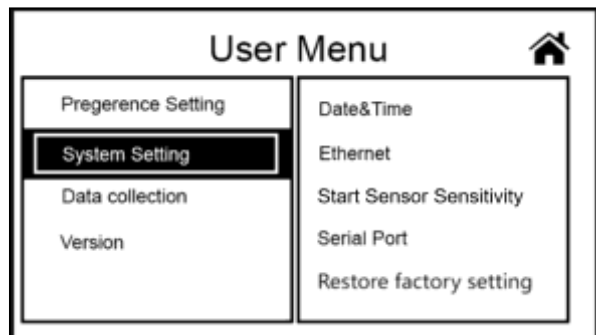 User Menu
Pregerence Setting
System Setting
Data collection
Version
Date&Time
Ethernet
Start Sensor Sensitivity
Serial Port
Restore factory setting